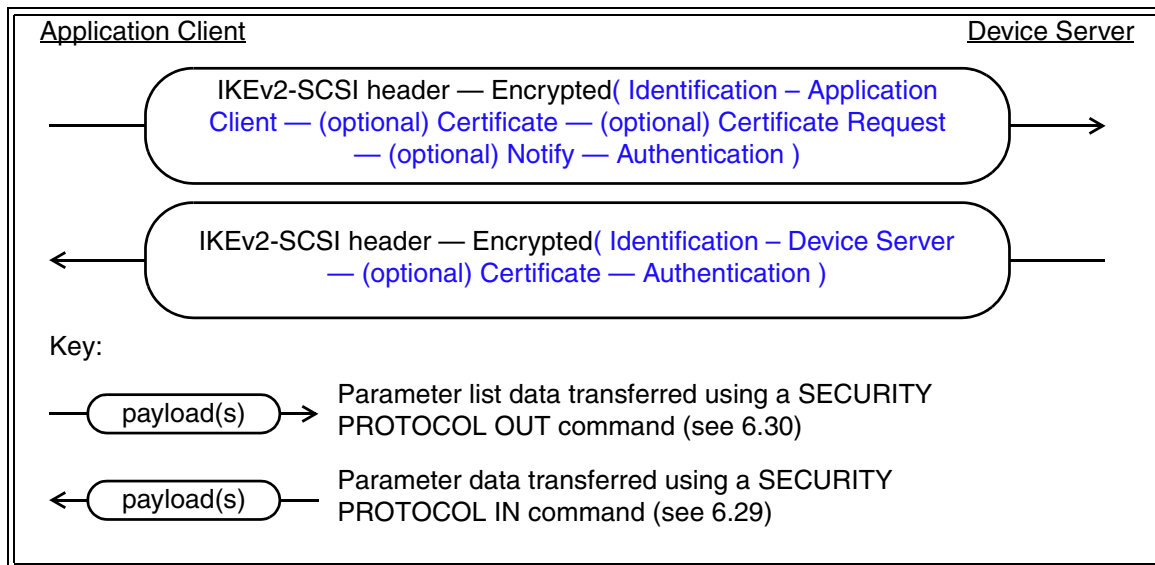 Application Client
Device Server
IKEv2-SCSI header — Encrypted( Identification – Application
Client — (optional) Certificate — (optional) Certificate Request
— (optional) Notify — Authentication )
IKEv2-SCSI header — Encrypted( Identification – Device Server
— (optional) Certificate — Authentication )
Key:
payload(s)
Parameter list data transferred using a SECURITY
PROTOCOL OUT command (see 6.30)
payload(s)
Parameter data transferred using a SECURITY
PROTOCOL IN command (see 6.29)